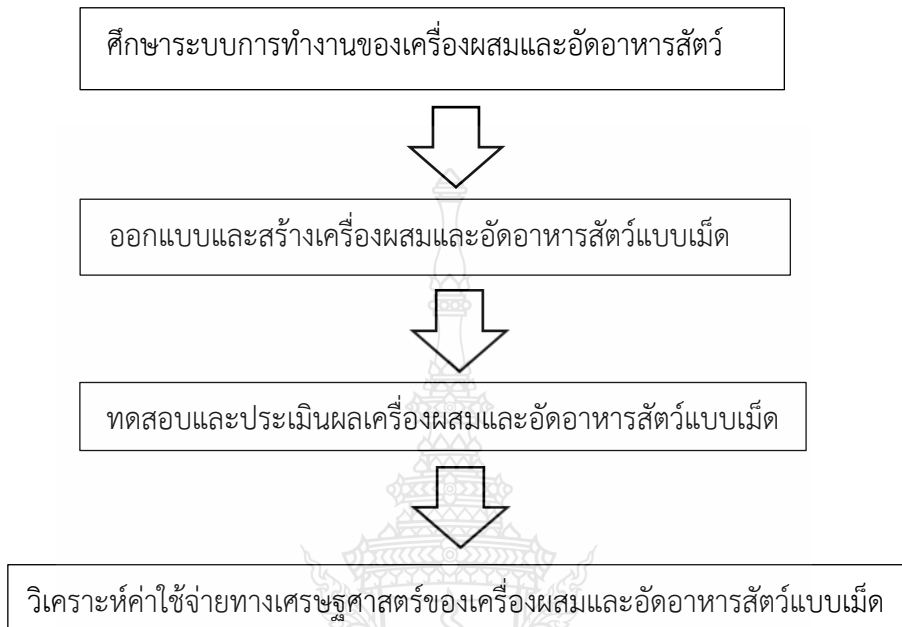 ศึกษาระบบการทำงานของเครื่องผสมและอัดอาหารสัตว์
ออกแบบและสร้างเครื่องผสมและอัดอาหารสัตว์แบบเม็ด
ทดสอบและประเมินผลเครื่องผสมและอัดอาหารสัตว์แบบเม็ด
วิเคราะห์ค่าใช้จ่ายทางเศรษฐศาสตร์ของเครื่องผสมและอัดอาหารสัตว์แบบเม็ด